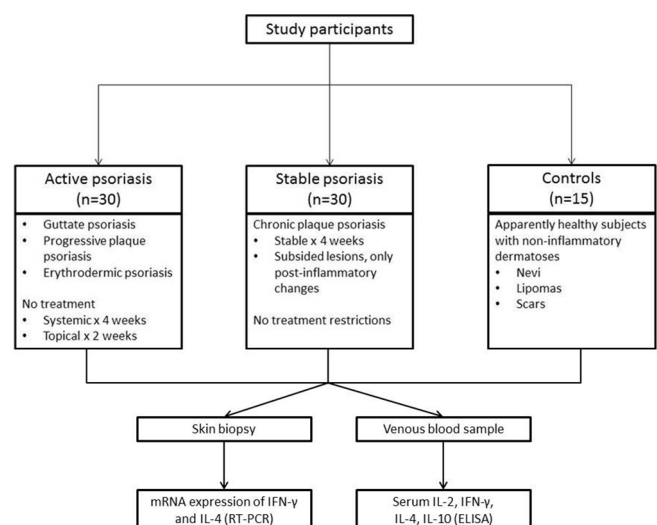 Study participants
Active psoriasis
(n=30)
• Guttate psoriasis
• Progressive plaque
psoriasis
• Erythrodermic psoriasis
No treatment
• Systemic x 4 weeks
• Topical x 2 weeks
Stable psoriasis
(n=30)
Chronic plaque psoriasis
• Stable x 4 weeks
• Subsided lesions, only
post-inflammatory
changes
No treatment restrictions
Controls
(n=15)
Apparently healthy subjects
with non-inflammatory
dermatoses
• Nevi
• Lipomas
• Scars
Skin biopsy
Venous blood sample
mRNA expression of IFN-γ
and IL-4 (RT-PCR)
Serum IL-2, IFN-γ,
IL-4, IL-10 (ELISA)